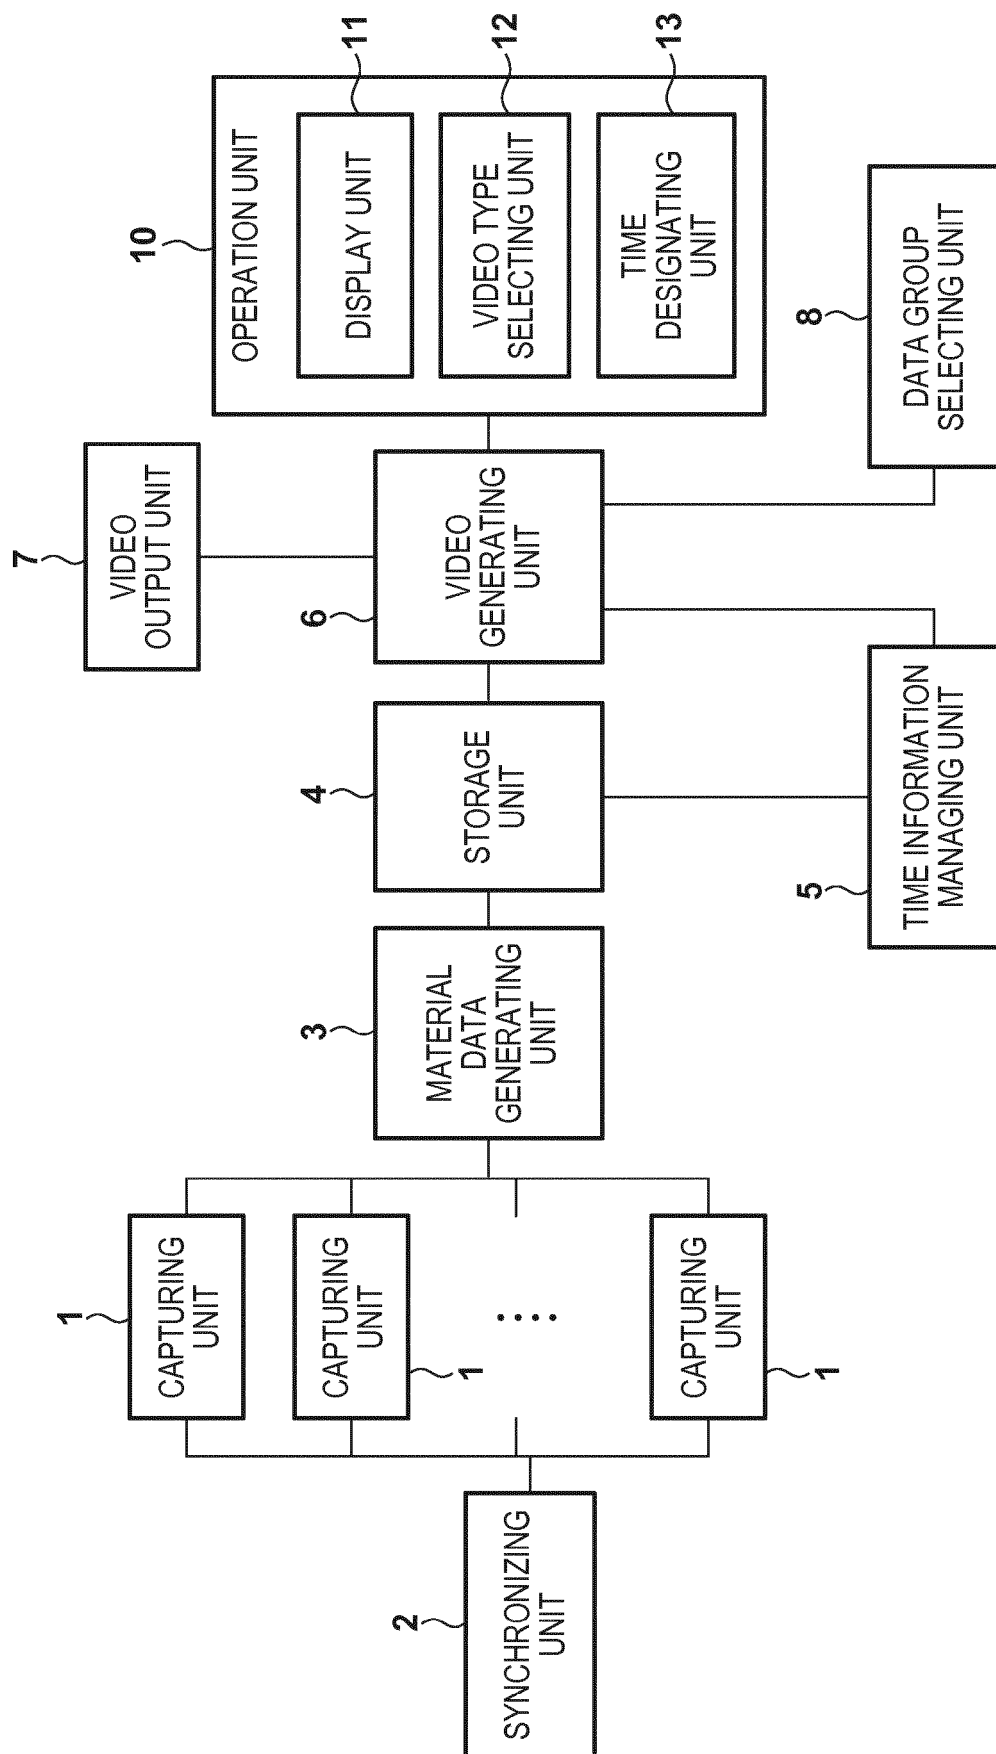 2
SYNCHRONIZING
UNIT
1
CAPTURING
UNIT
CAPTURING
UNIT
1
CAPTURING
UNIT
1
3
MATERIAL
DATA
GENERATING
UNIT
4
STORAGE
UNIT
5
TIME INFORMATION
MANAGING UNIT
7
VIDEO
OUTPUT UNIT
6
VIDEO
GENERATING
UNIT
10
OPERATION UNIT
DISPLAY UNIT
11
VIDEO TYPE
SELECTING UNIT
12
TIME
DESIGNATING
UNIT
13
8
DATA GROUP
SELECTING UNIT